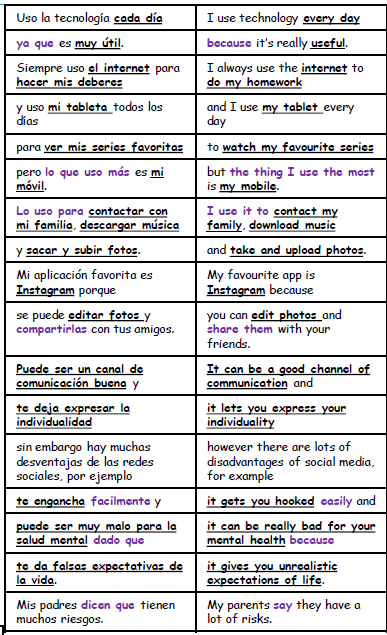 Uso la tecnología cada día
I use technology every day
ya que es muy útil.
because it's really useful.
Siempre uso el internet para
hacer mis deberes
I always use the internet to
do my homework
y uso mi tableta todos los
días
and I use my tablet every
day
para ver mis series favoritas
to watch my favourite series
pero lo que uso más es mi
móvil.
but the thing I use the most
is my mobile.
Lo uso para contactar con
mi familia, descargar música
I use it to contact my
family, download music
y sacar y subir fotos.
and take and upload photos.
Mi aplicación favorita es
Instagram porque
My favourite app is
Instagram because
se puede editar fotos y
compartirlas con tus amigos.
you can edit photos and
share them with your
friends.
Puede ser un canal de
comunicación buena y
It can be a good channel of
communication and
te deja expresar la
individualidad
it lets you express your
individuality
sin embargo hay muchas
desventajas de las redes
sociales, por ejemplo
however there are lots of
disadvantages of social media,
for example
te engancha facilmente y
it gets you hooked easily and
puede ser muy malo para la
salud mental dado que
it can be really bad for your
mental health because
te da falsas expectativas de
la vida.
it gives you unrealistic
expectations of life.
Mis padres dicen que tienen
muchos riesgos.
My parents say they have a
lot of risks.